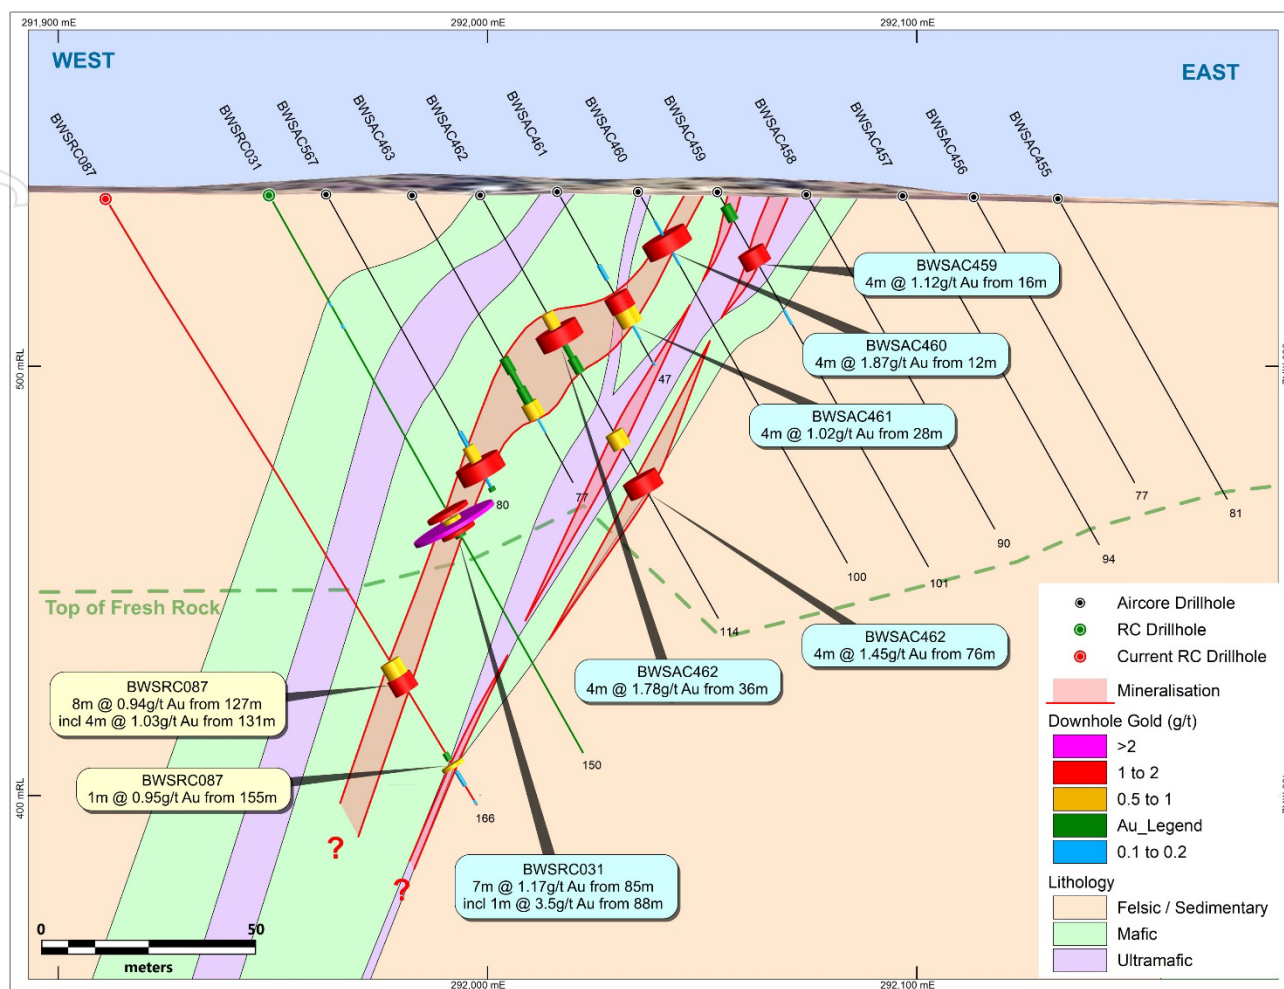 291,900 mE
292,000 mE
292,100 mE
WEST
EAST
BWSRC087
BWSRC031
BWSAC567
BWSAC463
BWSAC462
BWSAC461
BWSAC460
BWSAC459
BWSAC458
BWSAC457
BWSAC456
BWSAC455
BWSAC459
4m @ 1.12g/t Au from 16m
BWSAC460
4m @ 1.87g/t Au from 12m
500 mRL
47
BWSAC461
4m @ 1.02g/t Au from 28m
77
80
77
81
90
94
100
101
Top of Fresh Rock
114
BWSAC462
4m @ 1.45g/t Au from 76m
BWSAC462
4m @ 1.78g/t Au from 36m
BWSRC087
8m @ 0.94g/t Au from 127m
incl 4m @ 1.03g/t Au from 131m
150
BWSRC087
1m @ 0.95g/t Au from 155m
400 mRL
166
?
?
BWSRC031
7m @ 1.17g/t Au from 85m
incl 1m @ 3.5g/t Au from 88m
0
50
meters
Aircore Drillhole
RC Drillhole
Current RC Drillhole
Mineralisation
Downhole Gold (g/t)
>2
1 to 2
0.5 to 1
Au_Legend
0.1 to 0.2
Lithology
Felsic / Sedimentary
Mafic
Ultramafic
292,000 mE
292,100 mE